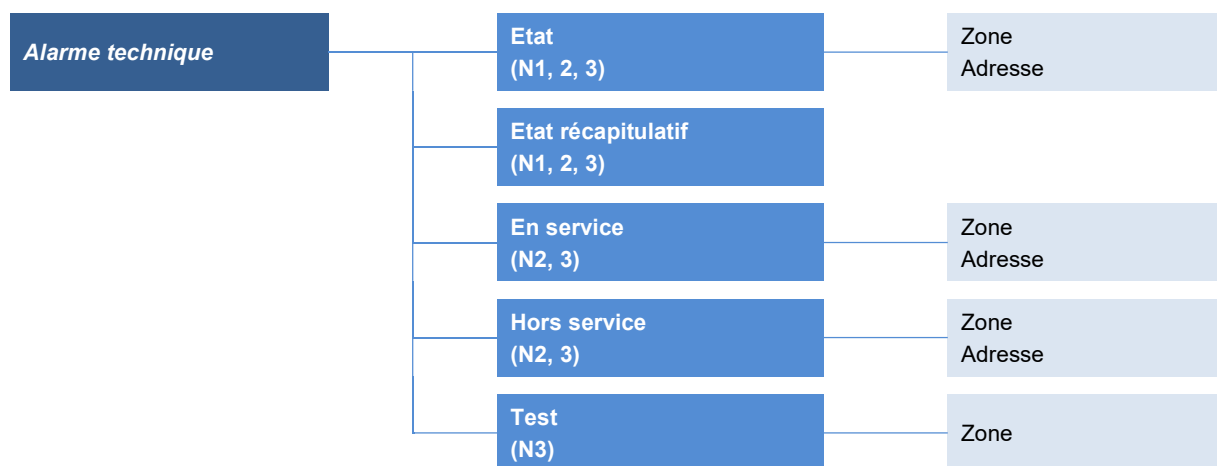 Alarme technique
Etat
(N1, 2, 3)
Zone
Adresse
Etat récapitulatif
(N1, 2, 3)
En service
(N2, 3)
Zone
Adresse
Hors service
(N2, 3)
Zone
Adresse
Test
(N3)
Zone